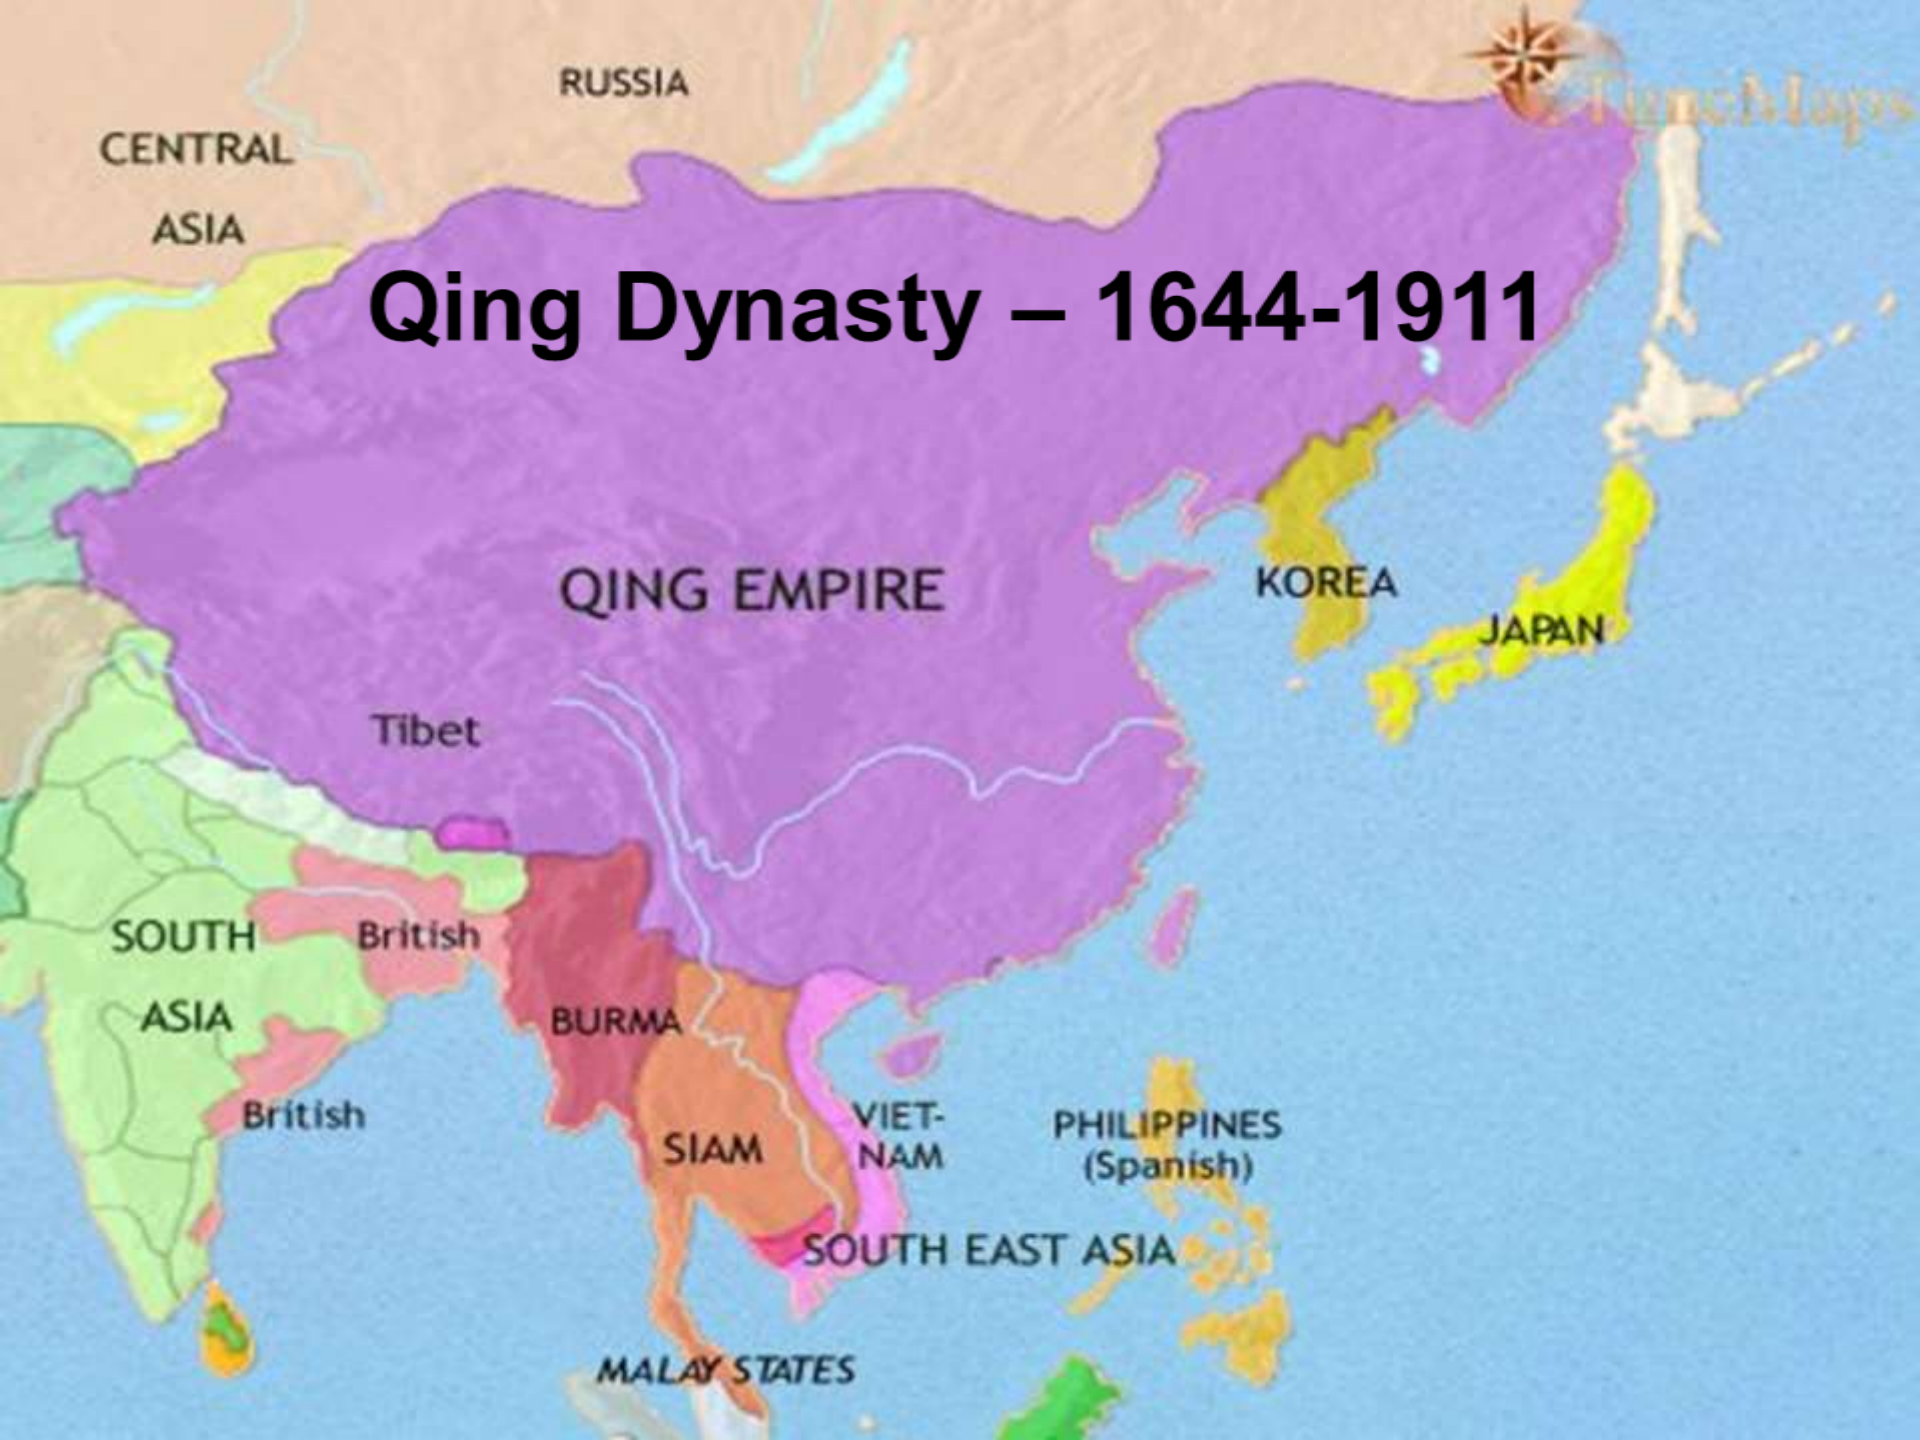 TimeMaps
RUSSIA
CENTRAL
ASIA
Qing Dynasty – 1644-1911
QING EMPIRE
KOREA
JAPAN
Tibet
SOUTH
British
ASIA
BURMA
British
VIET-
NAM
SIAM
PHILIPPINES
(Spanish)
SOUTH EAST ASIA
MALAY STATES